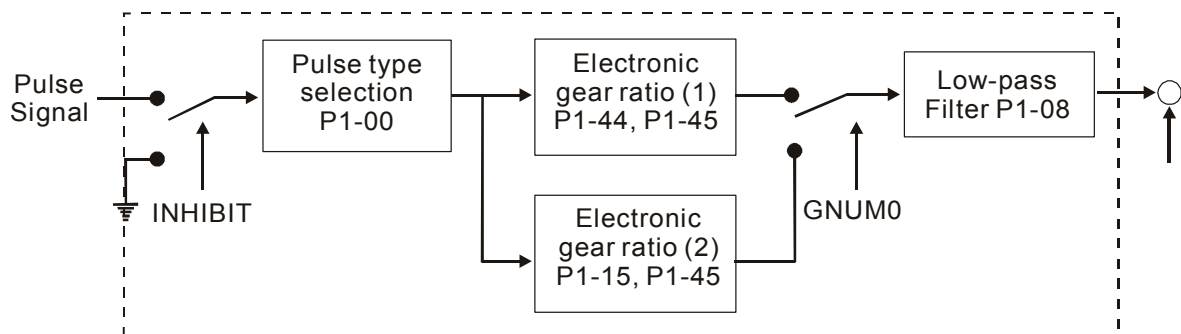 Pulse
Signal
INHIBIT
Pulse type
selection
P1-00
Electronic
gear ratio (1)
P1-44, P1-45
Electronic
gear ratio (2)
P1-15, P1-45
GNUM0
Low-pass
Filter P1-08